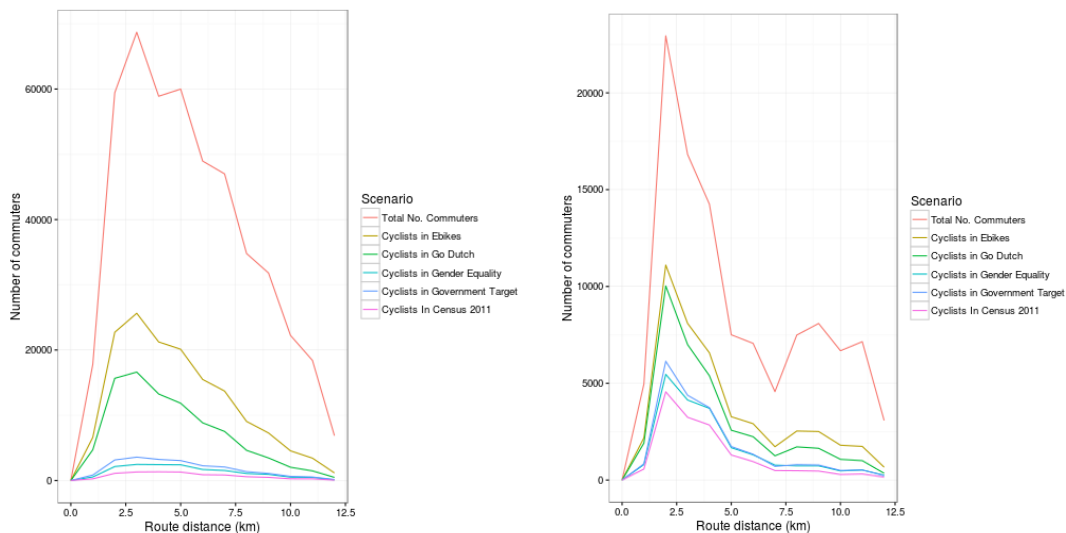 60000
40000
20000
0
Number of commuters
0.0 2.5 5.0 7.5 10.0 12.5
Route distance (km)
Scenario
Total No. Commuters
Cyclists in Ebikes
Cyclists in Go Dutch
Cyclists in Gender Equality
Cyclists in Government Target
Cyclists In Census 2011
20000
15000
10000
5000
0
Number of commuters
0.0 2.5 5.0 7.5 10.0 12.5
Route distance (km)
Scenario
Total No. Commuters
Cyclists in Ebikes
Cyclists in Go Dutch
Cyclists in Gender Equality
Cyclists in Government Target
Cyclists In Census 2011